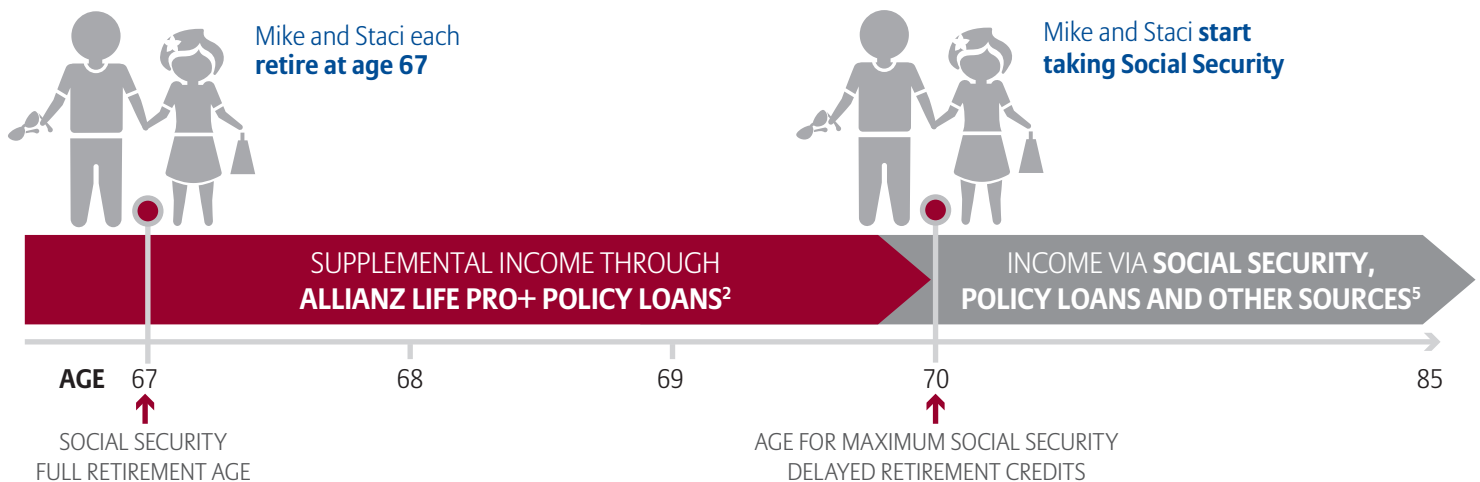 Mike and Staci each
retire at age 67
Mike and Staci start
taking Social Security
SUPPLEMENTAL INCOME THROUGH
ALLIANZ LIFE PRO+ POLICY LOANS2
INCOME VIA SOCIAL SECURITY,
POLICY LOANS AND OTHER SOURCES5
AGE 67 68 69 70 85
SOCIAL SECURITY
FULL RETIREMENT AGE
AGE FOR MAXIMUM SOCIAL SECURITY
DELAYED RETIREMENT CREDITS